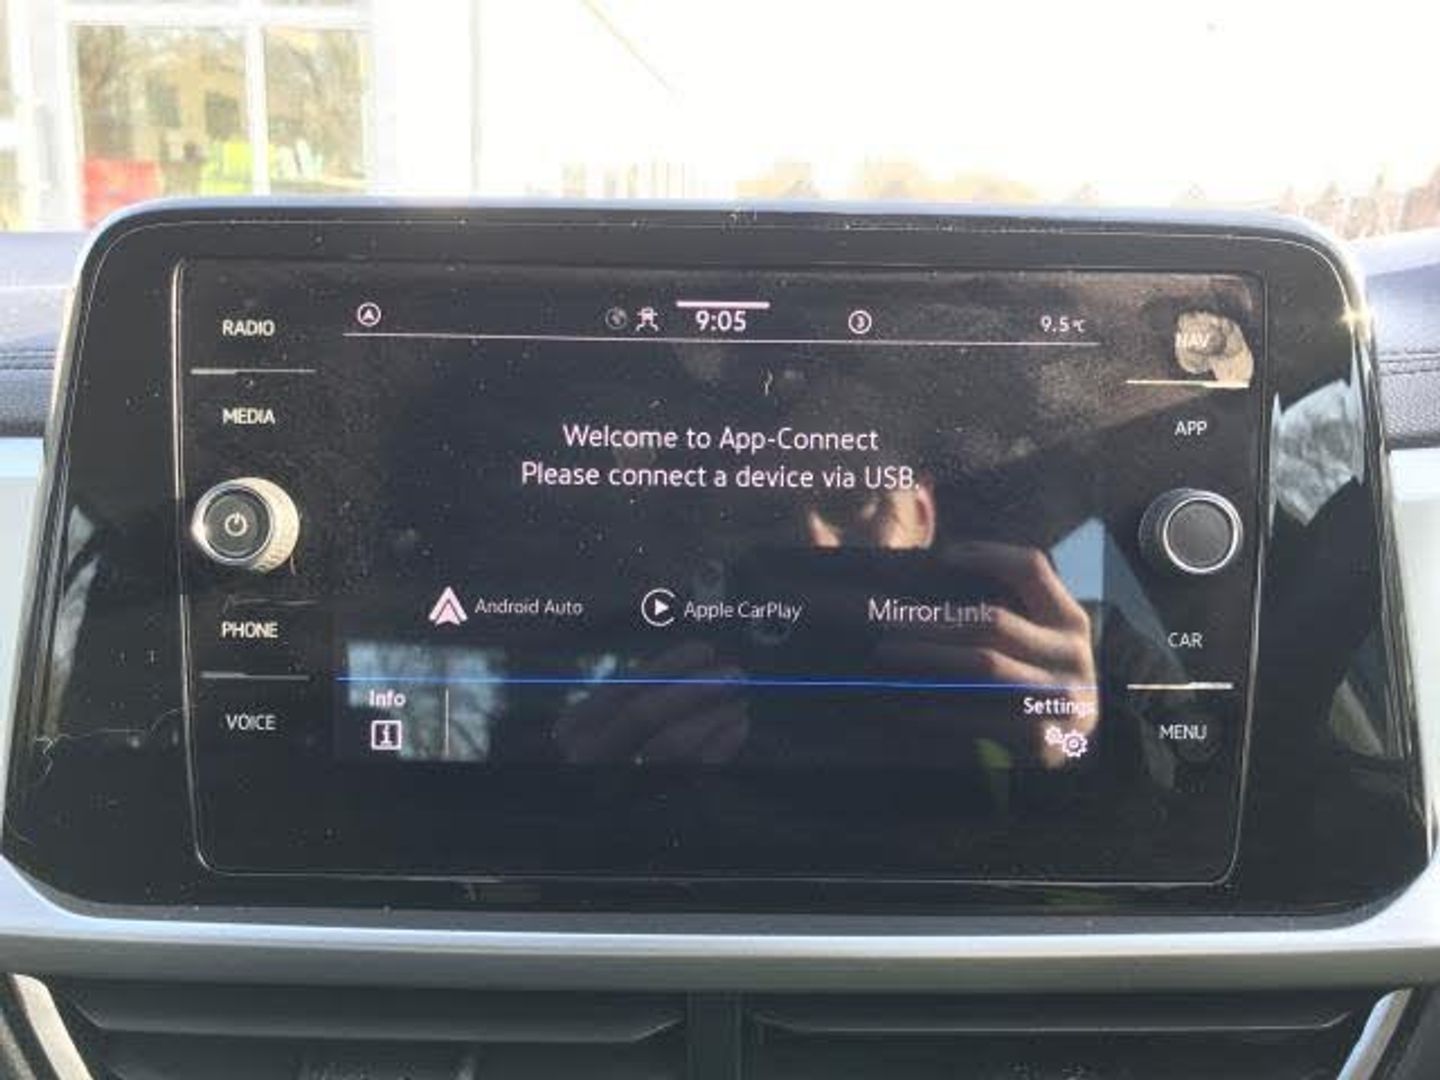 RADIO
MEDIA
PHONE
VOICE
9:05
3
9.5°C
Welcome to App-Connect
Please connect a device via USB.
Android Auto
Apple CarPlay
MirrorLink
Info
i
Settings
NAV
APP
CAR
MENU